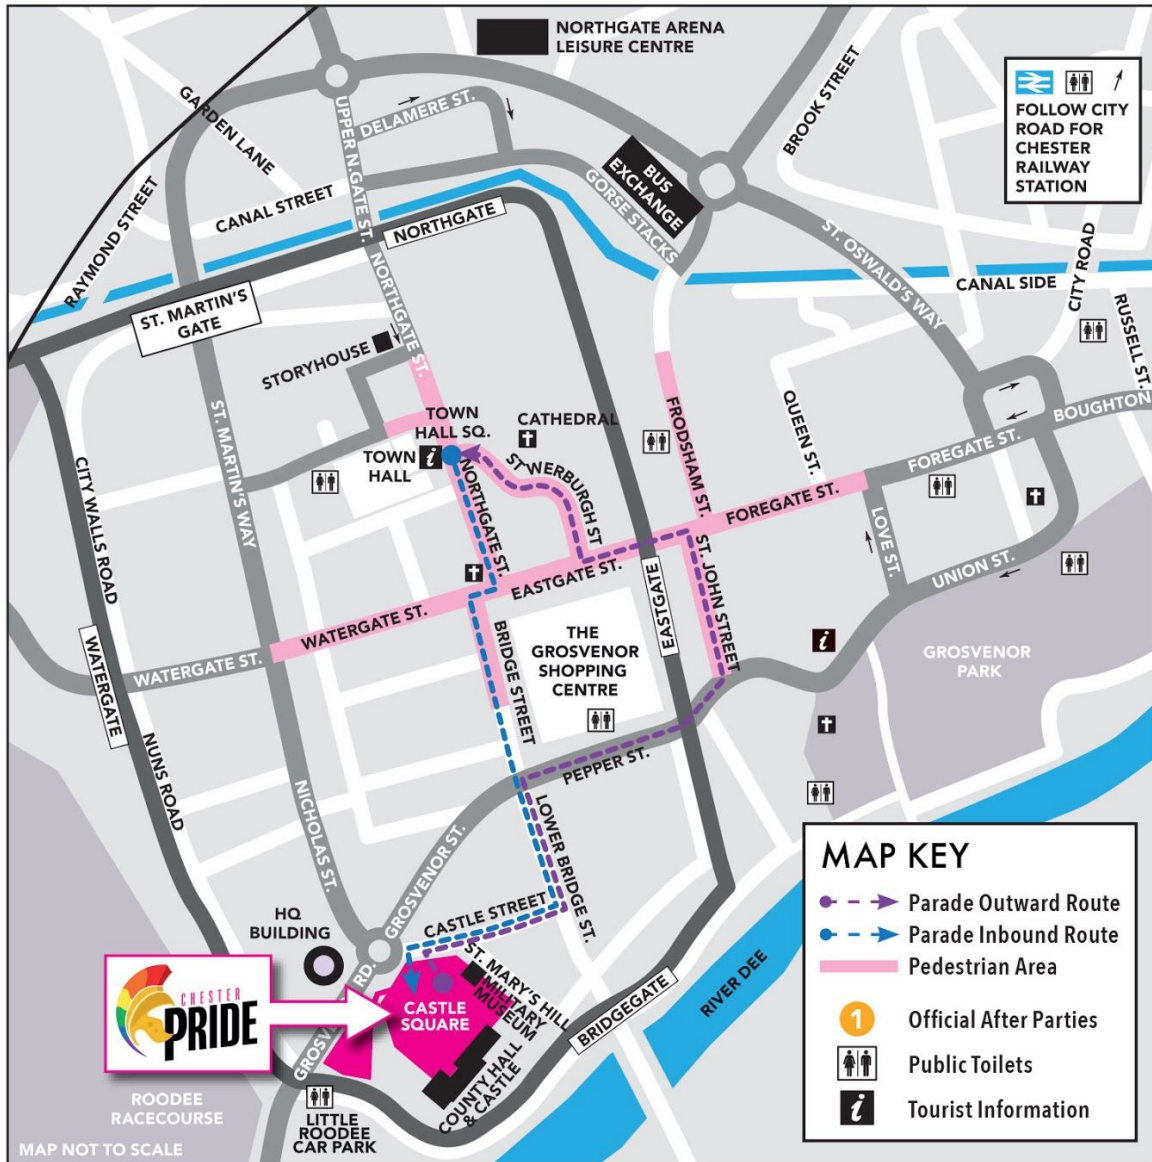 NORTHGATE ARENA
LEISURE CENTRE
FOLLOW CITY
ROAD FOR
CHESTER
RAILWAY
STATION
GARDEN LANE
UPPER N.GATE ST.
DELAMERE ST.
BROOK STREET
BUS
EXCHANGE
GORSE STACKS
RAYMOND STREET
CANAL STREET
NORTHGATE
ST. OSWALD'S WAY
CITY ROAD
CANAL SIDE
RUSSELL ST.
ST. MARTIN'S
GATE
NORTHGATE ST.
STORYHOUSE
ST. MARTIN'S WAY
TOWN
HALL SQ.
CATHEDRAL
TOWN
HALL
i
ST WERBURGH ST
FRODSHAM ST.
QUEEN ST.
BOUGHTON
FOREGATE ST.
FOREGATE ST.
CITY WALLS ROAD
NORTHGATE ST.
EASTGATE ST.
ST. JOHN STREET
LOVE ST.
UNION ST.
EASTGATE
WATERGATE ST.
WATERGATE ST.
WATERGATE
BRIDGE STREET
THE
GROSVENOR
SHOPPING
CENTRE
i
GROSVENOR
PARK
NUNS ROAD
NICHOLAS ST.
PEPPER ST.
GROSVENOR ST.
LOWER BRIDGE ST.
CASTLE STREET
HQ
BUILDING
ST. MARY'S HILL
MILITARY
MUSEUM
CASTLE
SQUARE
GROSV
RD.
CHESTER
PRIDE
COUNTY HALL
& CASTLE
BRIDGEGATE
RIVER DEE
ROODEE
RACECOURSE
LITTLE
ROODEE
CAR PARK
MAP NOT TO SCALE
MAP KEY
Parade Outward Route
Parade Inbound Route
Pedestrian Area
1 Official After Parties
Public Toilets
i Tourist Information